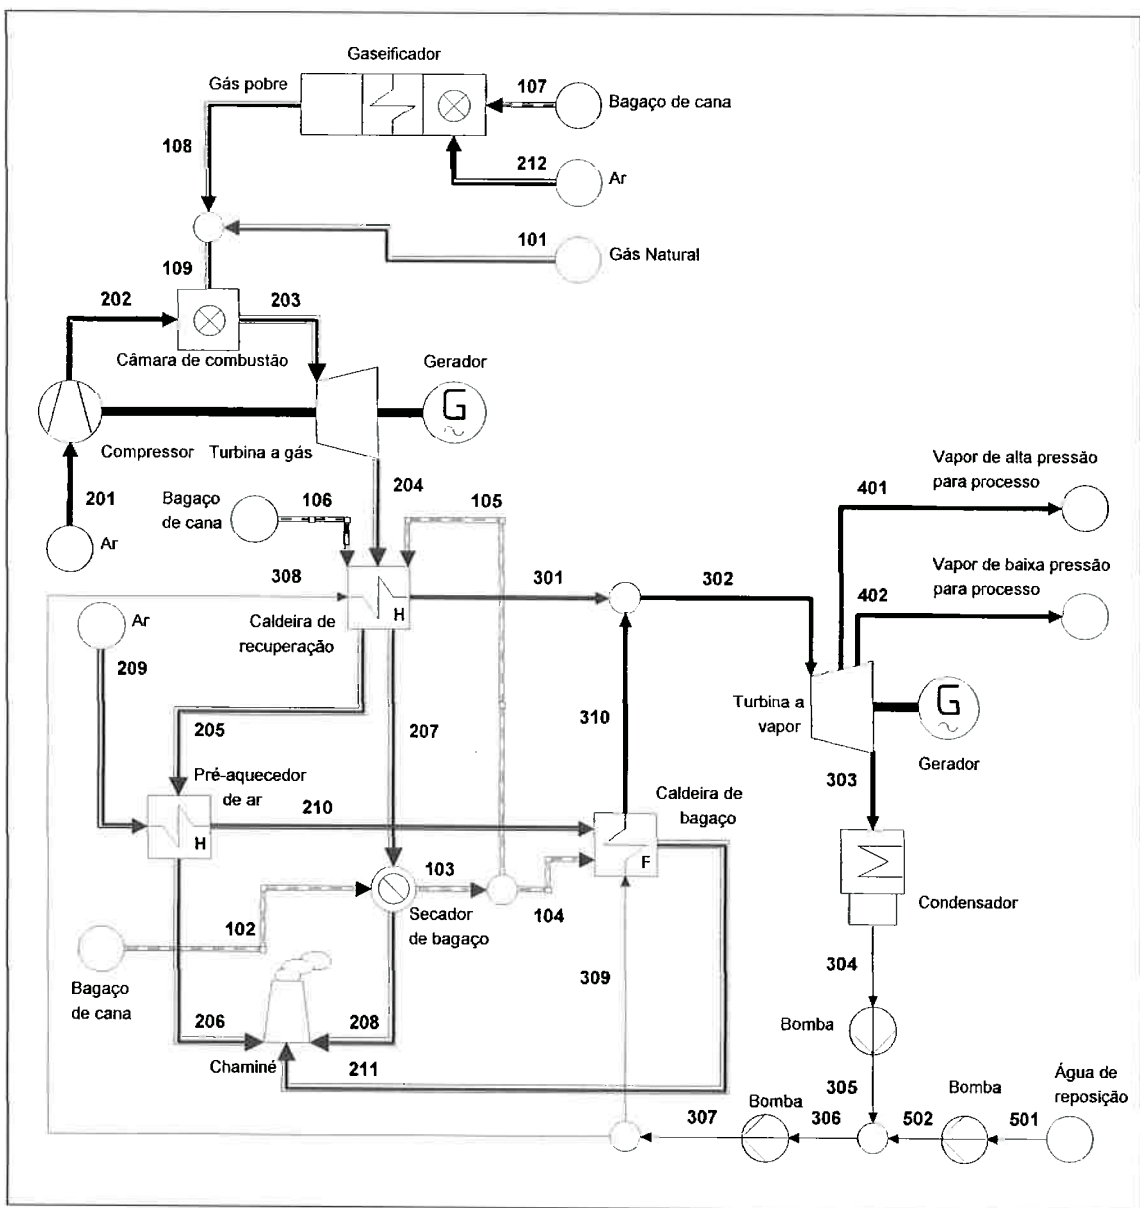 Gaseificador
Gás pobre
107
Bagaço de cana
108
212
Ar
101
Gás Natural
109
202
203
Câmara de combustão
Gerador
G
Compressor
Turbina a gás
201
Ar
204
Bagaço
de cana
106
105
401
Vapor de alta pressão
para processo
308
301
302
H
Caldeira de
recuperação
402
Vapor de baixa pressão
para processo
Ar
209
205
207
310
Turbina a
vapor
G
Gerador
303
Pré-aquecedor
de ar
H
210
Caldeira de
bagaço
F
103
104
102
Secador
de bagaço
Condensador
Bagaço
de cana
206
208
Chaminé
211
309
304
Bomba
305
Água de
reposição
Bomba
Bomba
307
306
502
501